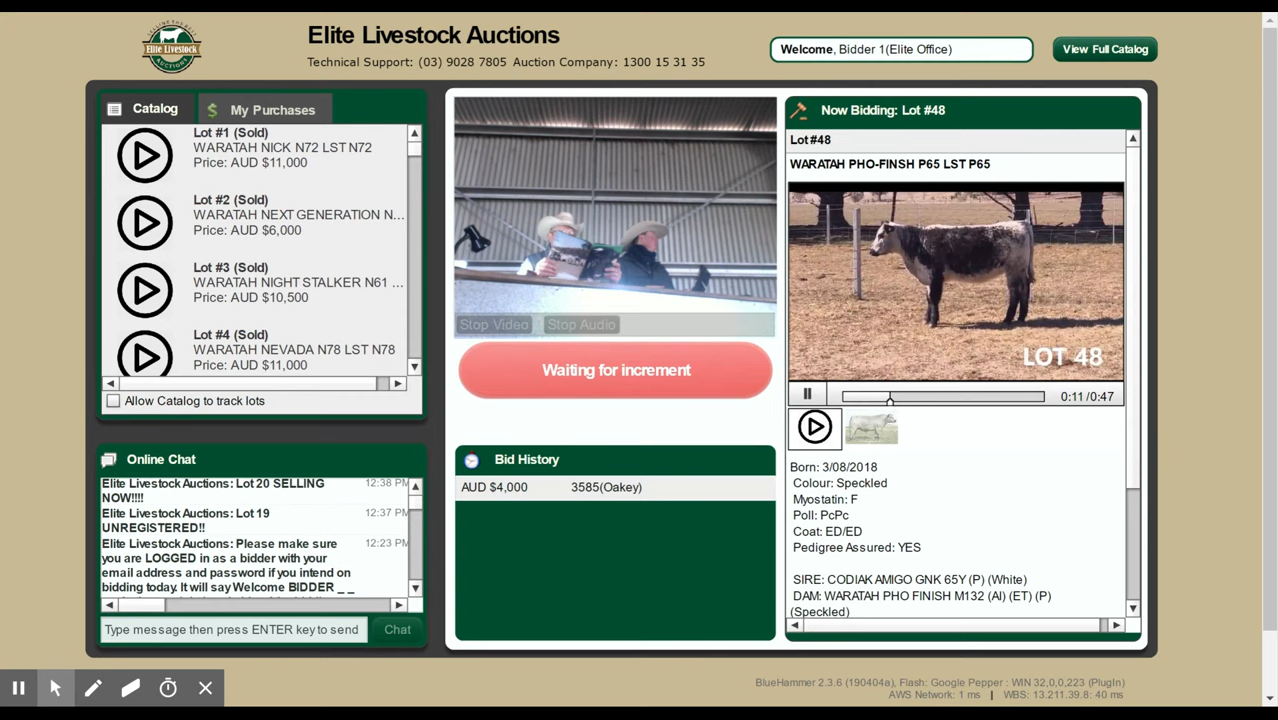 Elite Livestock
AUCTIONS
Elite Livestock Auctions
Technical Support: (03) 9028 7805 Auction Company: 1300 15 31 35
Welcome, Bidder 1(Elite Office)
View Full Catalog
Catalog
My Purchases
Lot #1 (Sold)
WARATAH NICK N72 LST N72
Price: AUD $11,000
Lot #2 (Sold)
WARATAH NEXT GENERATION N...
Price: AUD $6,000
Lot #3 (Sold)
WARATAH NIGHT STALKER N61 ...
Price: AUD $10,500
Lot #4 (Sold)
WARATAH NEVADA N78 LST N78
Price: AUD $11,000
Allow Catalog to track lots
Online Chat
Elite Livestock Auctions: Lot 20 SELLING 12:38 PM
NOW!!!!
Elite Livestock Auctions: Lot 19 12:37 PM
UNREGISTERED!!
Elite Livestock Auctions: Please make sure 12:23 PM
you are LOGGED in as a bidder with your
email address and password if you intend on
bidding today. It will say Welcome BIDDER _ _
Type message then press ENTER key to send
Chat
Stop Video
Stop Audio
Waiting for increment
Bid History
AUD $4,000 3585(Oakey)
Now Bidding: Lot #48
Lot #48
WARATAH PHO-FINSH P65 LST P65
LOT 48
0:11/0:47
Born: 3/08/2018
Colour: Speckled
Myostatin: F
Poll: PcPc
Coat: ED/ED
Pedigree Assured: YES
SIRE: CODIAK AMIGO GNK 65Y (P) (White)
DAM: WARATAH PHO FINISH M132 (AI) (ET) (P)
(Speckled)
BlueHammer 2.3.6 (190404a), Flash: Google Pepper : WIN 32,0,0,223 (PlugIn)
AWS Network: 1 ms | WBS: 13.211.39.8: 40 ms